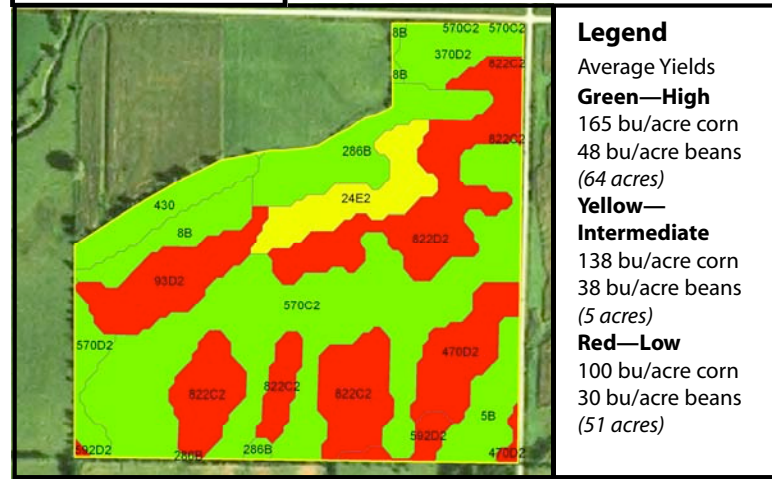 8B
570C2 570C2
370D2
822C2
8B
822C2
286B
24E2
430
8B
822D2
93D2
570C2
570D2
470D2
822C2
822C2
822C2
5B
592D2
592D2
286B
286B
470D2
Legend
Average Yields
Green—High
165 bu/acre corn
48 bu/acre beans
(64 acres)
Yellow—
Intermediate
138 bu/acre corn
38 bu/acre beans
(5 acres)
Red—Low
100 bu/acre corn
30 bu/acre beans
(51 acres)